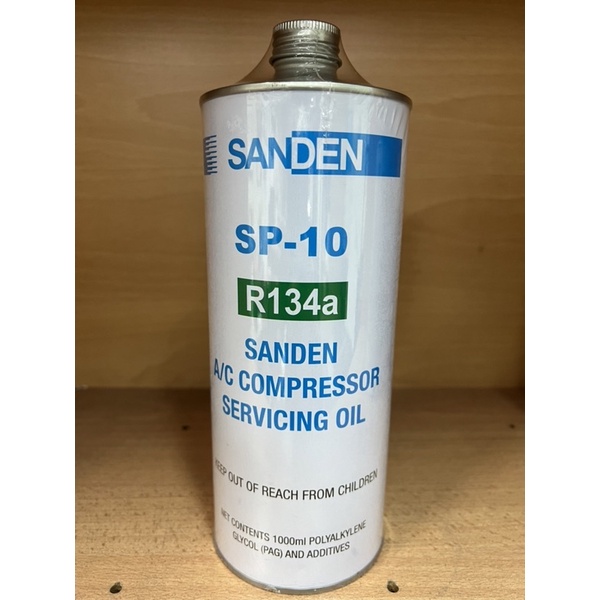 SANDEN
SP-10
R134a
SANDEN
A/C COMPRESSOR
SERVICING OIL
KEEP OUT OF REACH FROM CHILDREN
NET CONTENTS 1000ml POLYALKYLENE
GLYCOL (PAG) AND ADDITIVES